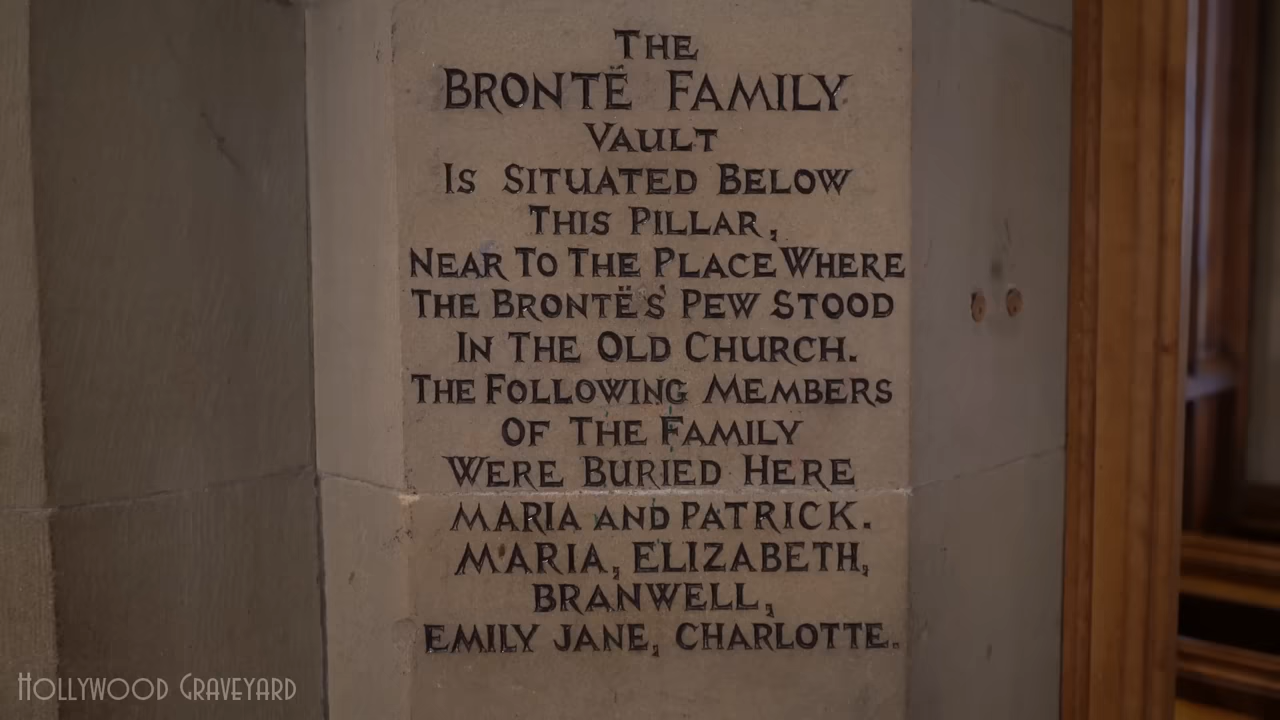 THE
BRONTË FAMILY
VAULT
IS SITUATED BELOW
THIS PILLAR,
NEAR TO THE PLACE WHERE
THE BRONTË'S PEW STOOD
IN THE OLD CHURCH.
THE FOLLOWING MEMBERS
OF THE FAMILY
WERE BURIED HERE
MARIA AND PATRICK.
MARIA, ELIZABETH,
BRANWELL,
EMILY JANE, CHARLOTTE.
HOLLYWOOD GRAVEYARD